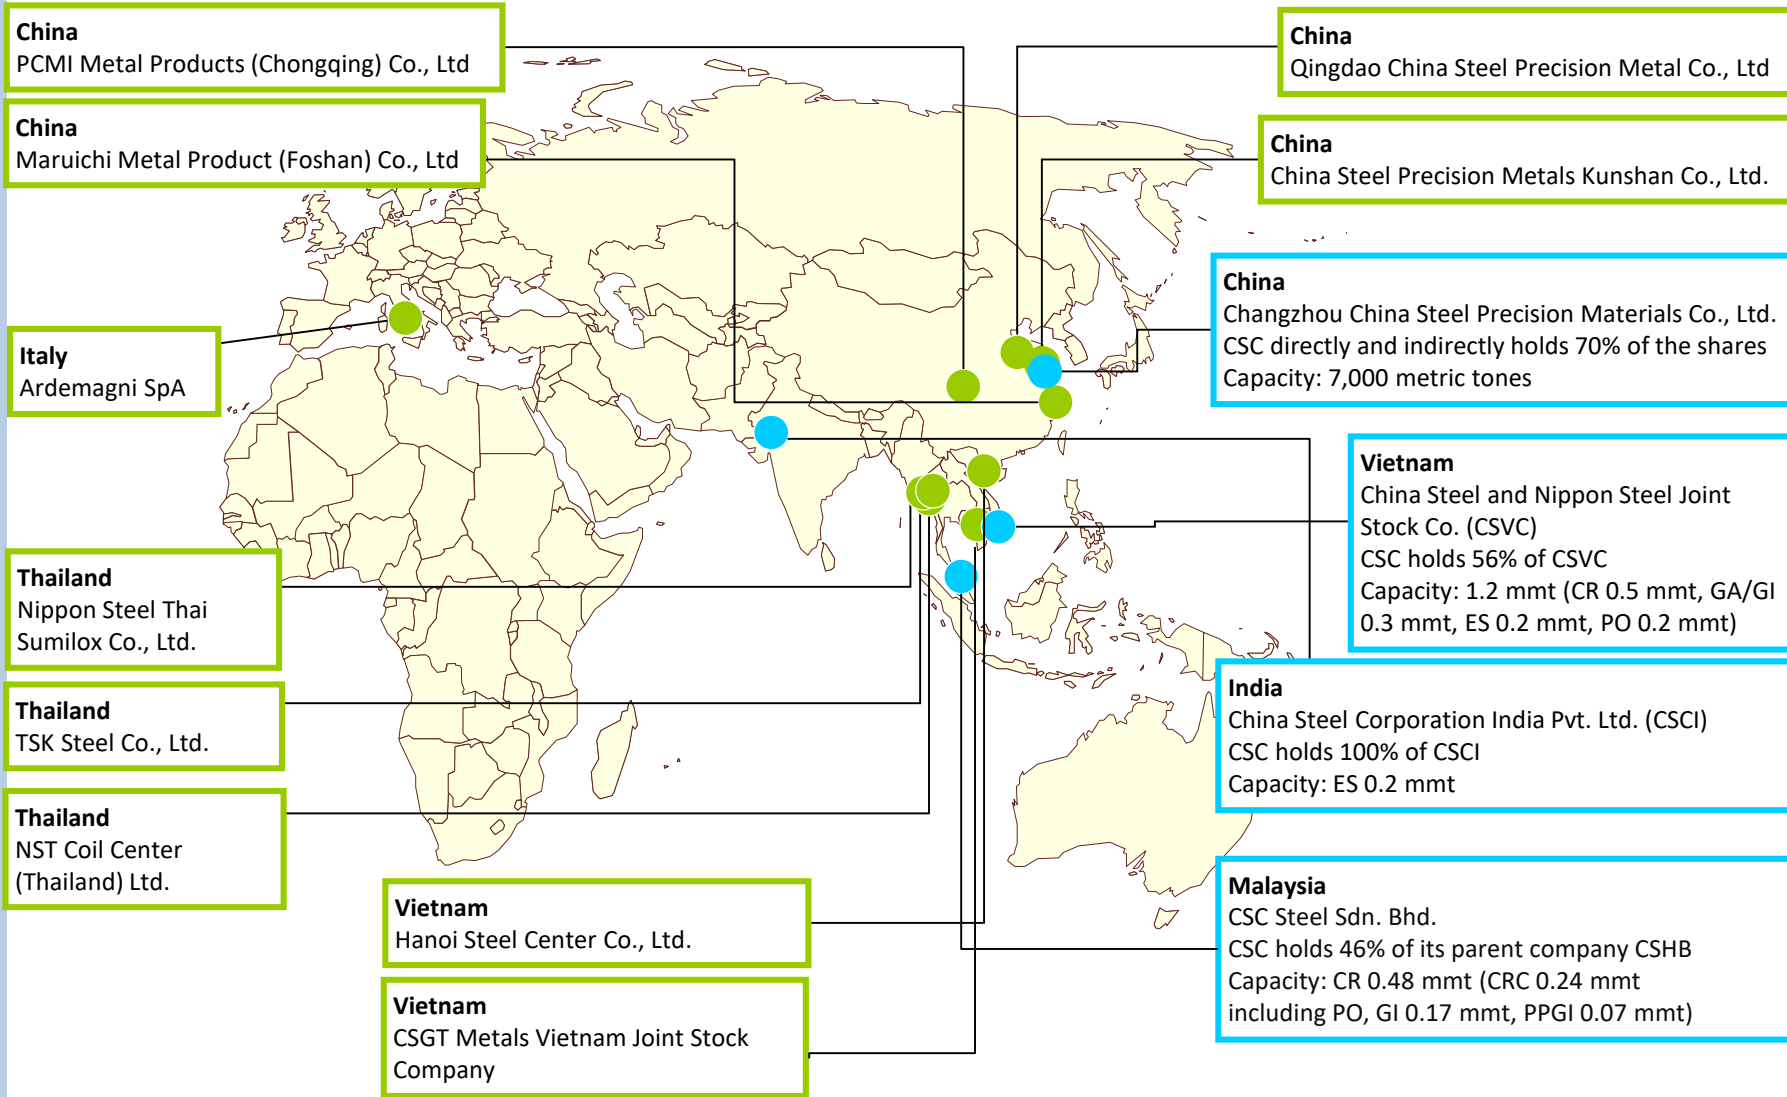 China
PCMI Metal Products (Chongqing) Co., Ltd
China
Maruichi Metal Product (Foshan) Co., Ltd
Italy
Ardemagni SpA
Thailand
Nippon Steel Thai
Sumilox Co., Ltd.
Thailand
TSK Steel Co., Ltd.
Thailand
NST Coil Center
(Thailand) Ltd.
Vietnam
Hanoi Steel Center Co., Ltd.
Vietnam
CSGT Metals Vietnam Joint Stock
Company
China
Qingdao China Steel Precision Metal Co., Ltd
China
China Steel Precision Metals Kunshan Co., Ltd.
China
Changzhou China Steel Precision Materials Co., Ltd.
CSC directly and indirectly holds 70% of the shares
Capacity: 7,000 metric tones
Vietnam
China Steel and Nippon Steel Joint
Stock Co. (CSVC)
CSC holds 56% of CSVC
Capacity: 1.2 mmt (CR 0.5 mmt, GA/GI
0.3 mmt, ES 0.2 mmt, PO 0.2 mmt)
India
China Steel Corporation India Pvt. Ltd. (CSCI)
CSC holds 100% of CSCI
Capacity: ES 0.2 mmt
Malaysia
CSC Steel Sdn. Bhd.
CSC holds 46% of its parent company CSHB
Capacity: CR 0.48 mmt (CRC 0.24 mmt
including PO, GI 0.17 mmt, PPGI 0.07 mmt)